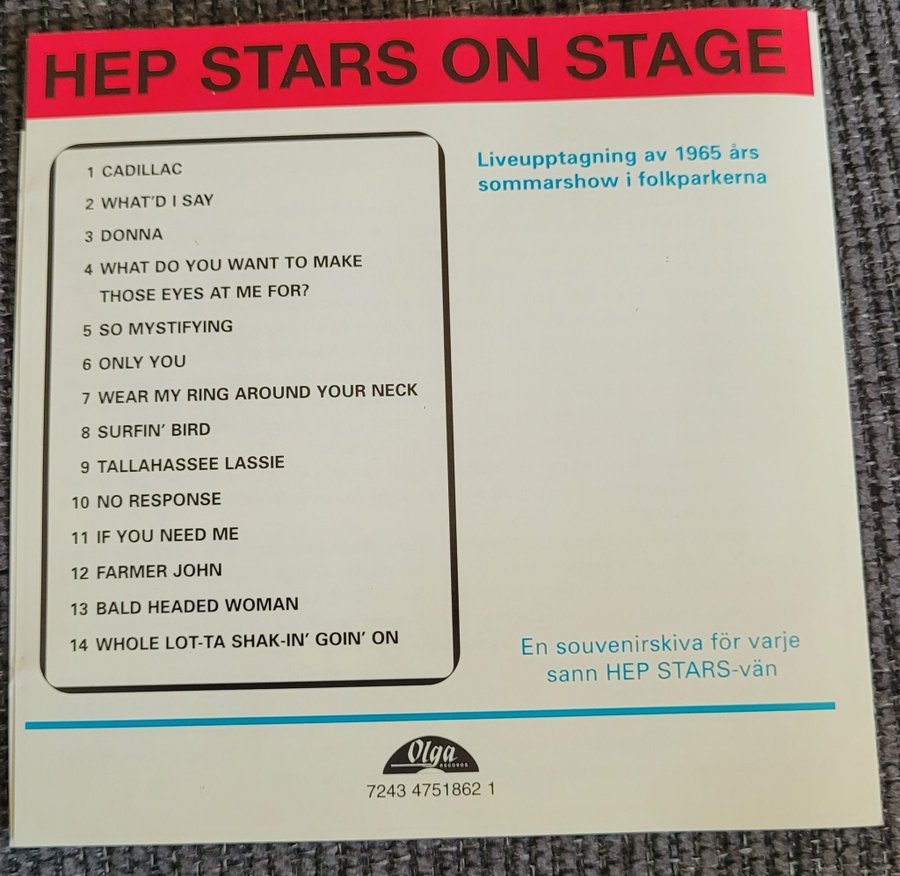 HEP STARS ON STAGE
1 CADILLAC
2 WHAT'D I SAY
3 DONNA
4 WHAT DO YOU WANT TO MAKE
THOSE EYES AT ME FOR?
5 SO MYSTIFYING
6 ONLY YOU
7 WEAR MY RING AROUND YOUR NECK
8 SURFIN' BIRD
9 TALLAHASSEE LASSIE
10 NO RESPONSE
11 IF YOU NEED ME
12 FARMER JOHN
13 BALD HEADED WOMAN
14 WHOLE LOT-TA SHAK-IN' GOIN' ON
Liveupptagning av 1965 års
sommarshow i folkparkerna
En souvenirskiva för varje
sann HEP STARS-vän
Olga
RECORDS
7243 4751862 1